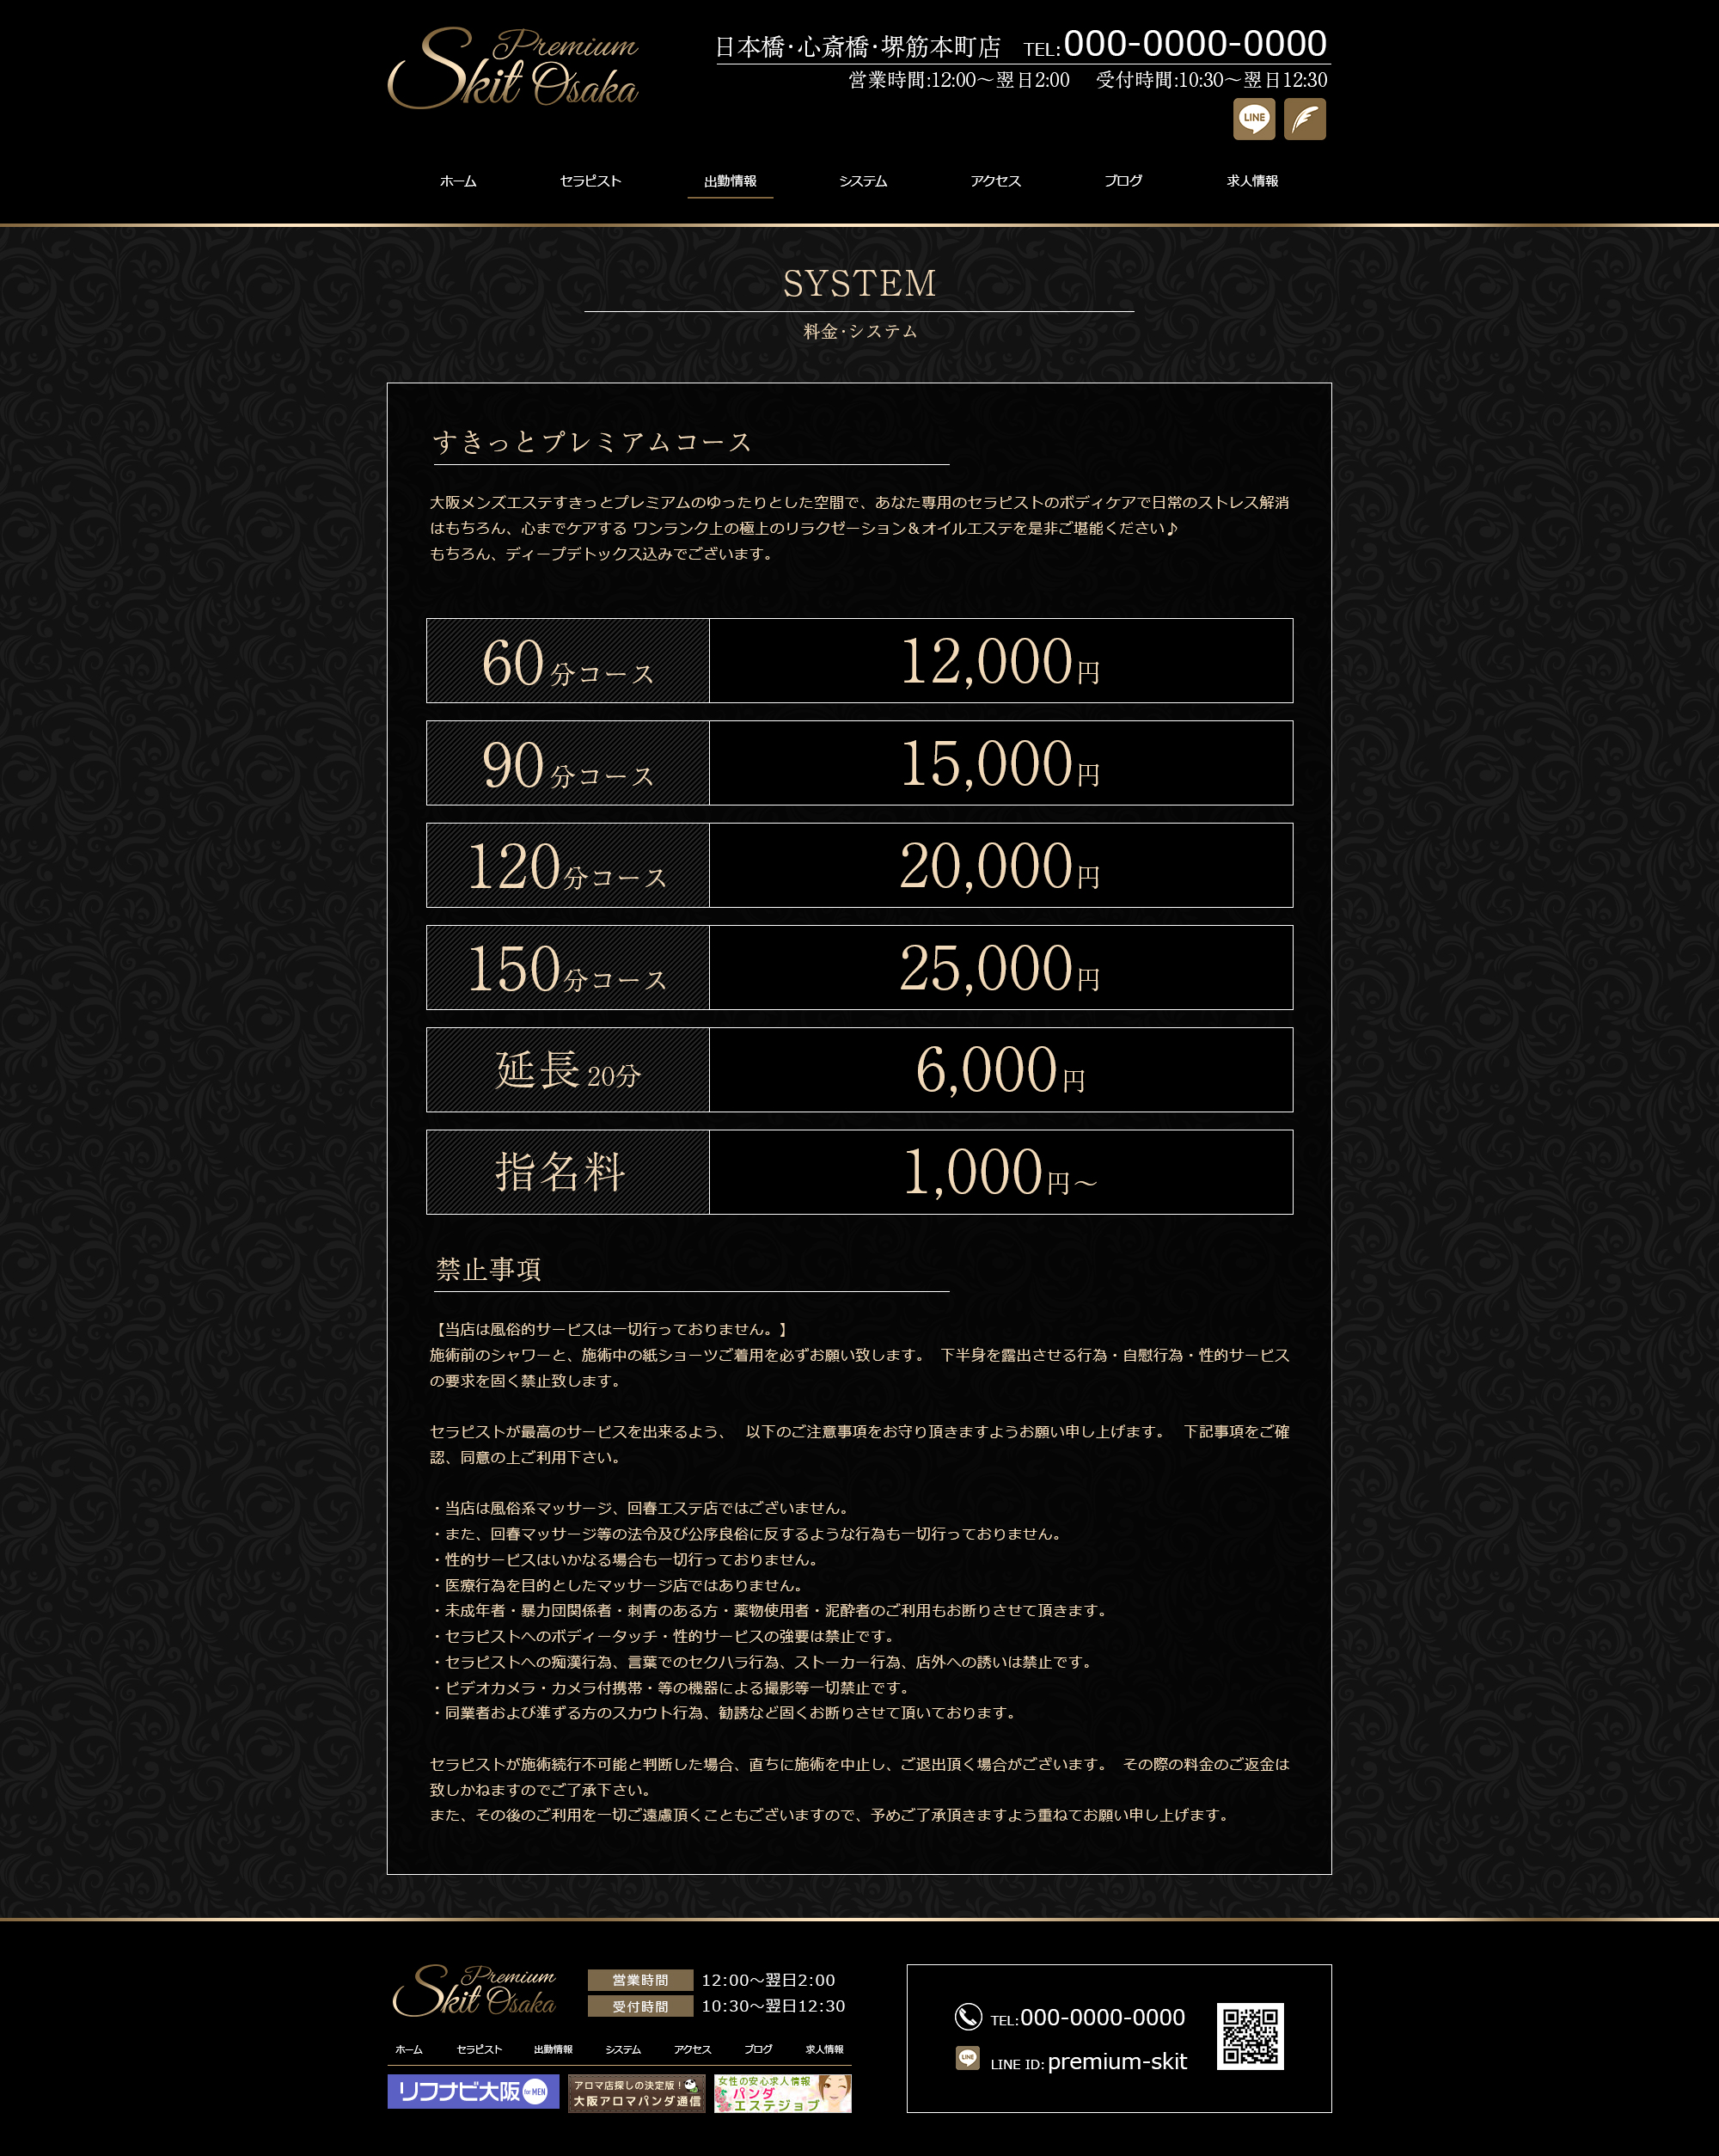 Premium
Skit Osaka
日本橋･心斎橋･堺筋本町店 TEL:000-0000-0000
営業時間:12:00～翌日2:00 受付時間:10:30～翌日12:30
LINE
ホーム セラピスト 出勤情報 システム アクセス ブログ 求人情報
SYSTEM
料金･システム
すきっとプレミアムコース
大阪メンズエステすきっとプレミアムのゆったりとした空間で、あなた専用のセラピストのボディケアで日常のストレス解消
はもちろん、心までケアする ワンランク上の極上のリラクゼーション＆オイルエステを是非ご堪能ください♪
もちろん、ディープデトックス込みでございます。
60分コース 12,000円
90分コース 15,000円
120分コース 20,000円
150分コース 25,000円
延長 20分 6,000円
指名料 1,000円～
禁止事項
【当店は風俗的サービスは一切行っておりません。】
施術前のシャワーと、施術中の紙ショーツご着用を必ずお願い致します。 下半身を露出させる行為・自慰行為・性的サービス
の要求を固く禁止致します。
セラピストが最高のサービスを出来るよう、 以下のご注意事項をお守り頂きますようお願い申し上げます。 下記事項をご確
認、同意の上ご利用下さい。
・当店は風俗系マッサージ、回春エステ店ではございません。
・また、回春マッサージ等の法令及び公序良俗に反するような行為も一切行っておりません。
・性的サービスはいかなる場合も一切行っておりません。
・医療行為を目的としたマッサージ店ではありません。
・未成年者・暴力団関係者・刺青のある方・薬物使用者・泥酔者のご利用もお断りさせて頂きます。
・セラピストへのボディータッチ・性的サービスの強要は禁止です。
・セラピストへの痴漢行為、言葉でのセクハラ行為、ストーカー行為、店外への誘いは禁止です。
・ビデオカメラ・カメラ付携帯・等の機器による撮影等一切禁止です。
・同業者および準ずる方のスカウト行為、勧誘など固くお断りさせて頂いております。
セラピストが施術続行不可能と判断した場合、直ちに施術を中止し、ご退出頂く場合がございます。 その際の料金のご返金は
致しかねますのでご了承下さい。
また、その後のご利用を一切ご遠慮頂くこともございますので、予めご了承頂きますよう重ねてお願い申し上げます。
Premium
Skit Osaka
営業時間 12:00～翌日2:00
受付時間 10:30～翌日12:30
ホーム セラピスト 出勤情報 システム アクセス ブログ 求人情報
リフナビ大阪 for MEN
アロマ店探しの決定版！
大阪アロマパンダ通信
女性の安心求人情報
パンダ
エステジョブ
TEL:000-0000-0000
LINE
LINE ID: premium-skit